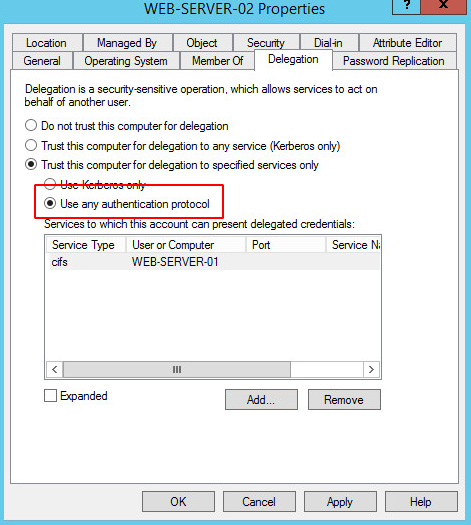 WEB-SERVER-02 Properties
?
Location Managed By Object Security Dial-in Attribute Editor
General Operating System Member Of Delegation Password Replication
Delegation is a security-sensitive operation, which allows services to act on
behalf of another user.
Do not trust this computer for delegation
Trust this computer for delegation to any service (Kerberos only)
Trust this computer for delegation to specified services only
Use Kerberos only
Use any authentication protocol
Services to which this account can present delegated credentials:
Service Type User or Computer Port Service Na
cifs WEB-SERVER-01
Expanded Add... Remove
OK Cancel Apply Help